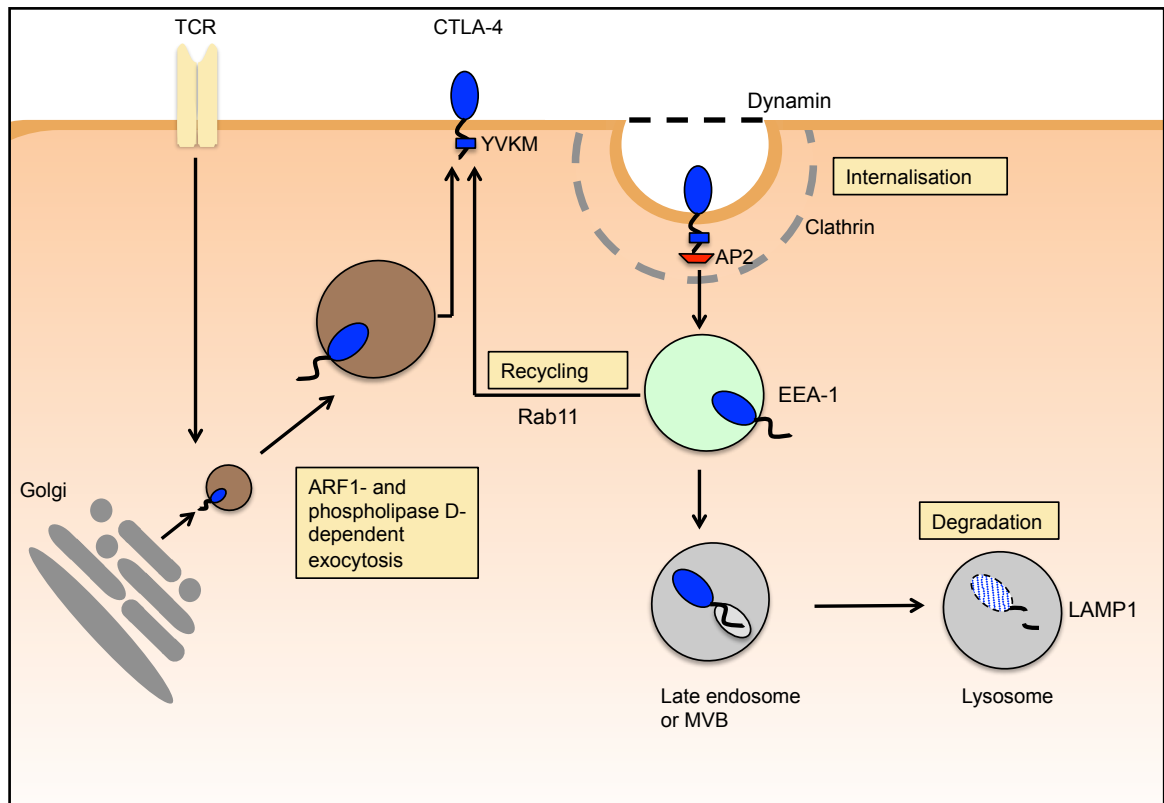 TCR
CTLA-4
Dynamin
YVKM
Internalisation
Clathrin
AP2
Recycling
EEA-1
Rab11
Golgi
ARF1- and
phospholipase D-
dependent
exocytosis
Degradation
LAMP1
Late endosome
or MVB
Lysosome